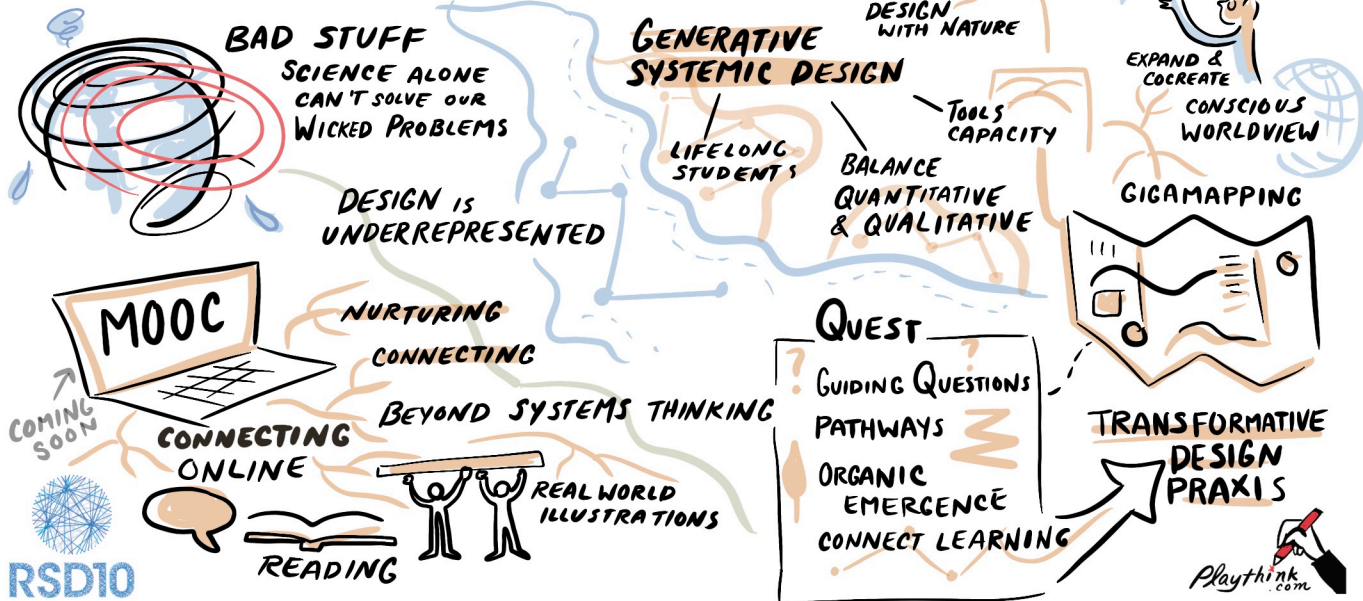 BAD STUFF
SCIENCE ALONE
CAN'T SOLVE OUR
WICKED PROBLEMS
DESIGN IS
UNDERREPRESENTED
GENERATIVE
SYSTEMIC DESIGN
LIFELONG
STUDENTS
BALANCE
QUANTITATIVE
& QUALITATIVE
TOOLS
CAPACITY
DESIGN
WITH NATURE
EXPAND &
COCREATE
CONSCIOUS
WORLDVIEW
GIGAMAPPING
MOOC
COMING
SOON
NURTURING
CONNECTING
CONNECTING
ONLINE
READING
BEYOND SYSTEMS THINKING
REAL WORLD
ILLUSTRATIONS
QUEST
? ?
GUIDING QUESTIONS
PATHWAYS
ORGANIC
EMERGENCE
CONNECT LEARNING
TRANSFORMATIVE
DESIGN
PRAXIS
RSD10
Playthink
.com